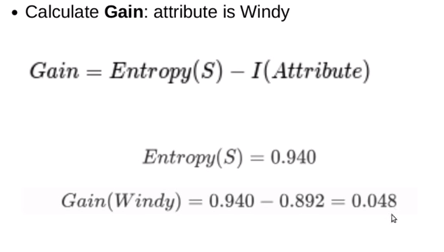 • Calculate Gain: attribute is Windy
Gain = Entropy(S) − I(Attribute)
Entropy(S) = 0.940
Gain(Windy) = 0.940 − 0.892 = 0.048